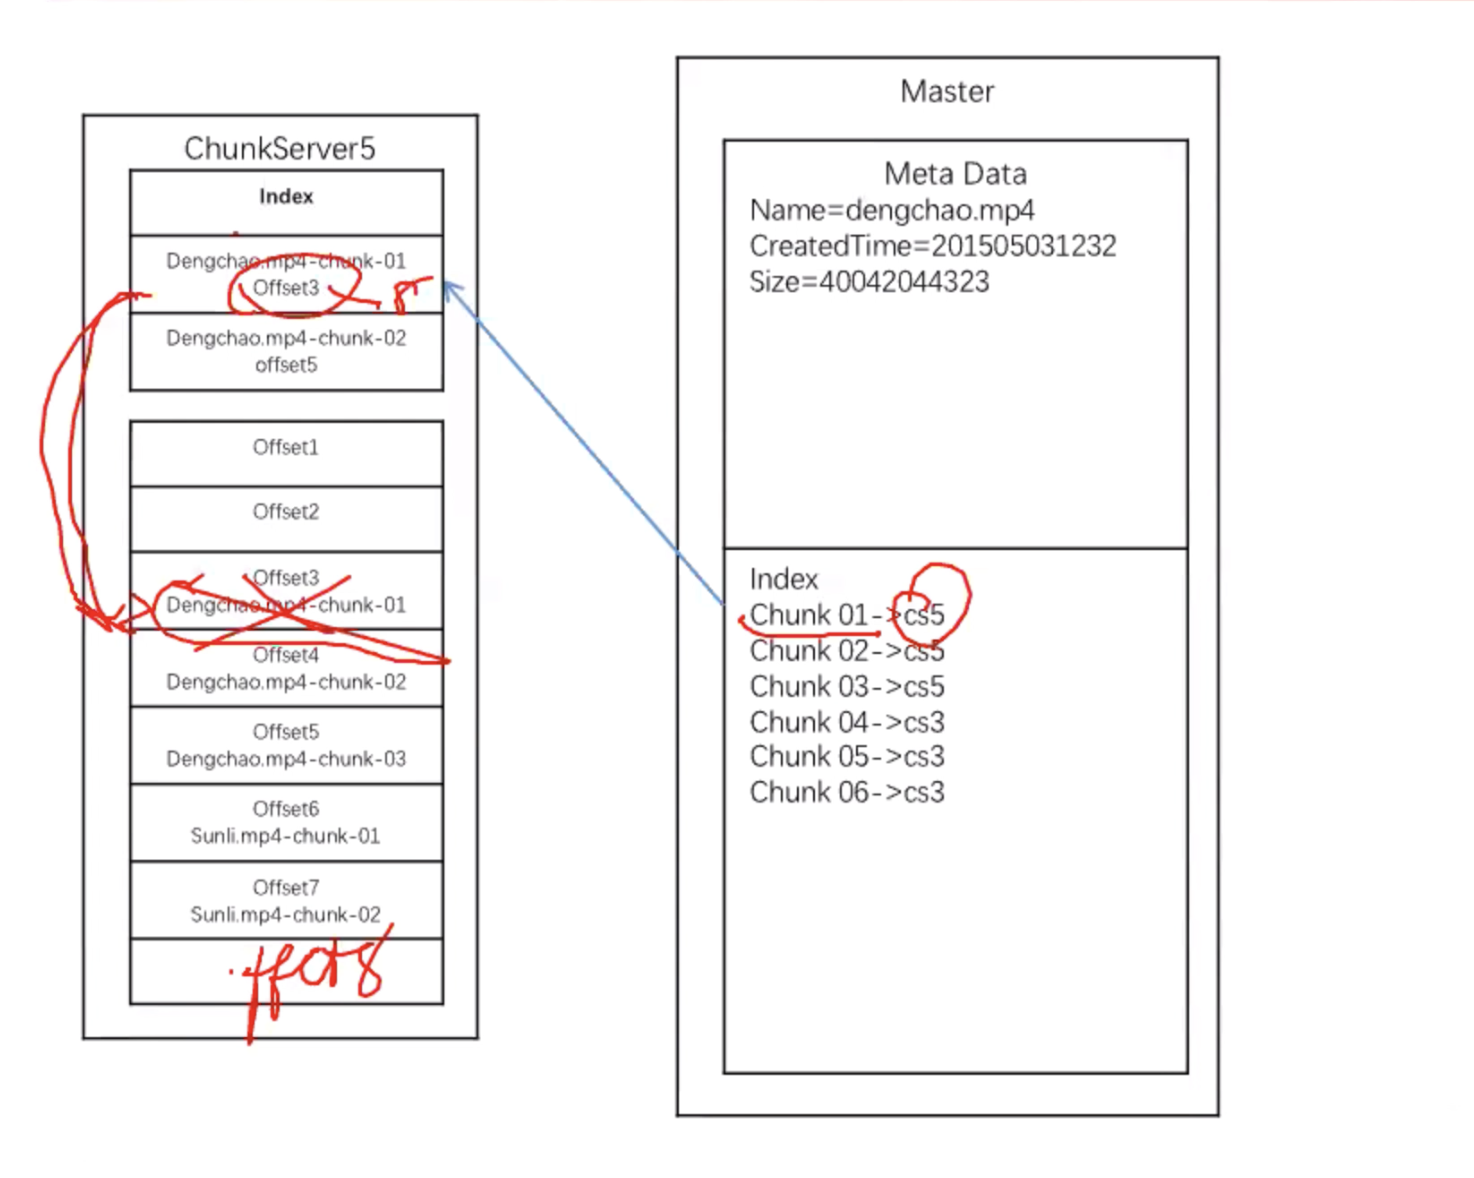 ChunkServer5
Index
Dengchao.mp4-chunk-01
Offset3 8
Dengchao.mp4-chunk-02
offset5
Offset1
Offset2
Offset3
Dengchao.mp4-chunk-01
Offset4
Dengchao.mp4-chunk-02
Offset5
Dengchao.mp4-chunk-03
Offset6
Sunli.mp4-chunk-01
Offset7
Sunli.mp4-chunk-02
Master
Meta Data
Name=dengchao.mp4
CreatedTime=201505031232
Size=40042044323
Index
Chunk 01->cs5
Chunk 02->cs5
Chunk 03->cs5
Chunk 04->cs3
Chunk 05->cs3
Chunk 06->cs3